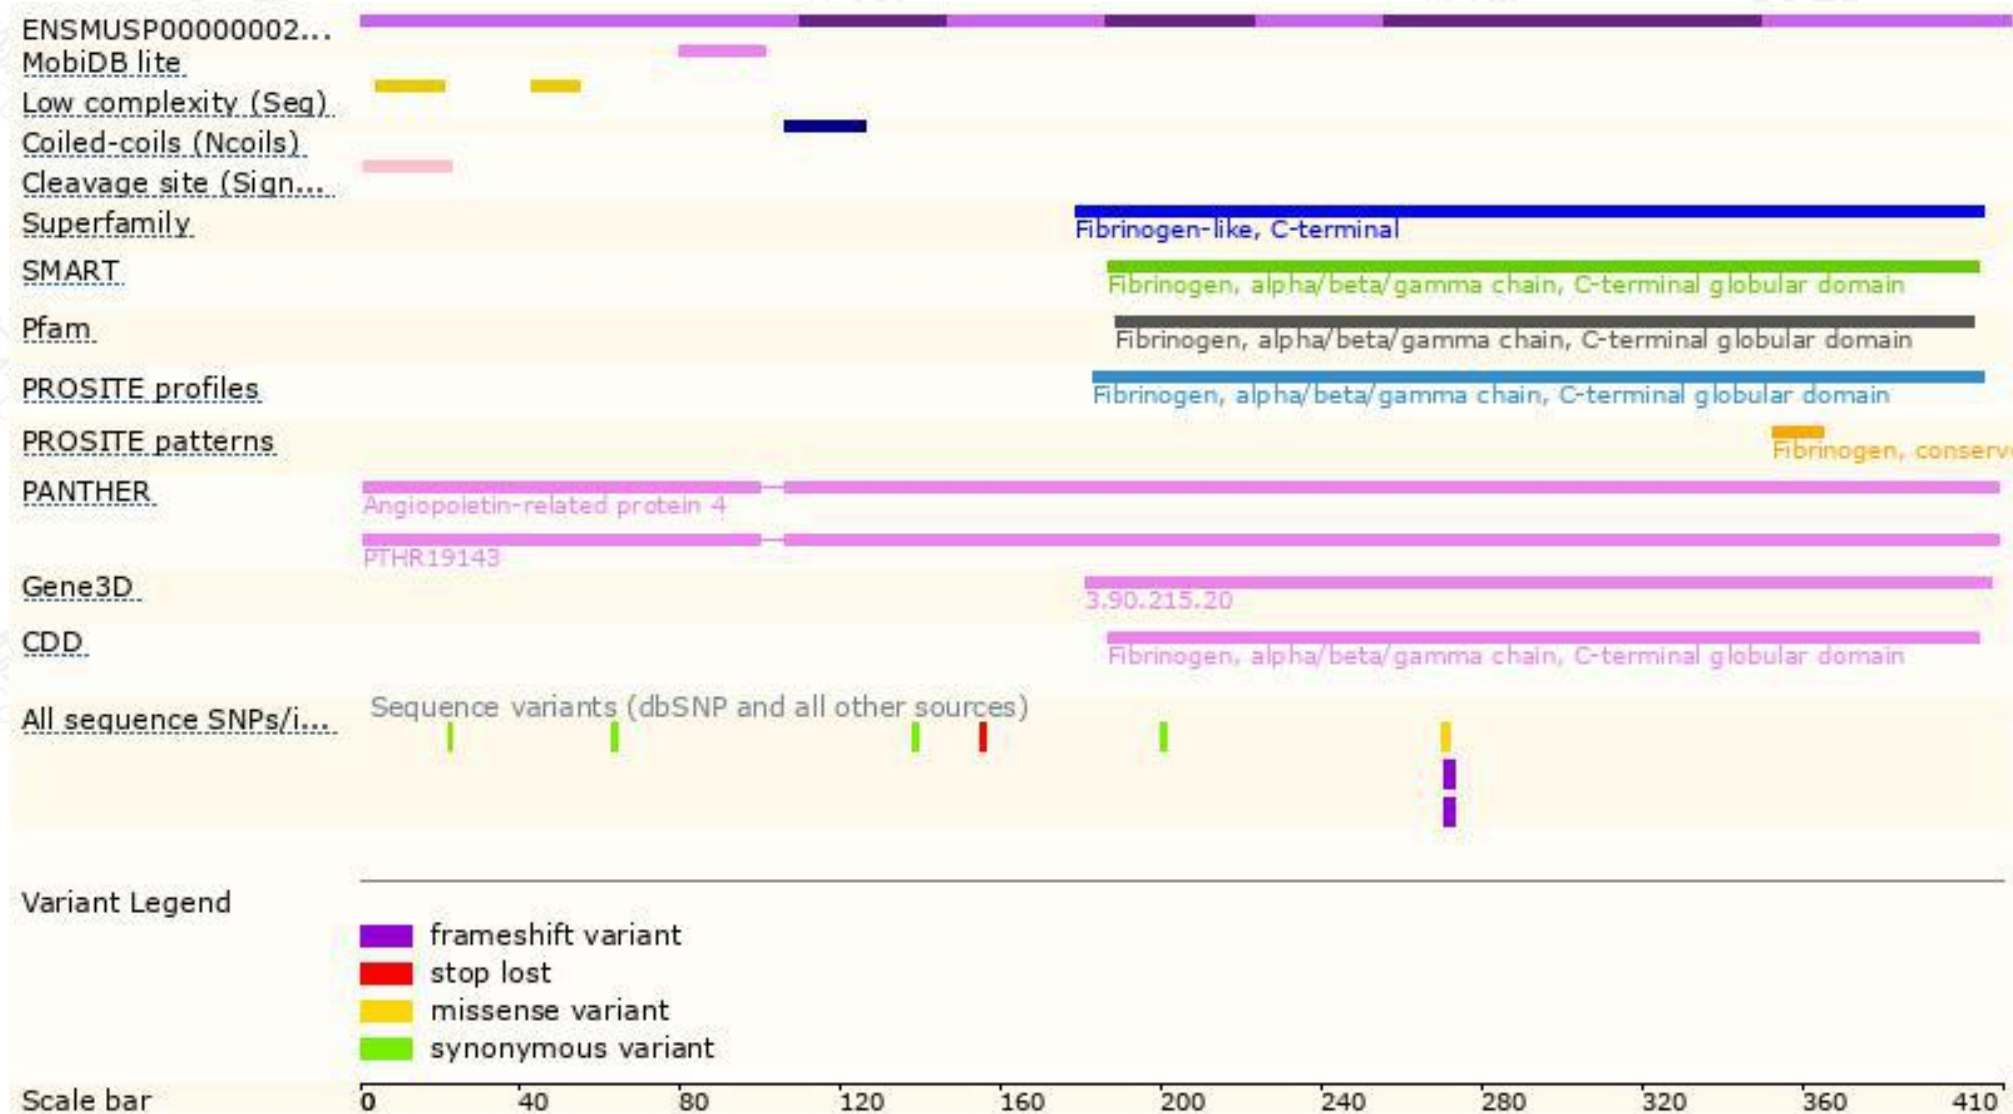 ENSMUSP00000002...
MobiDB lite
Low complexity (Seg)
Coiled-coils (Ncoils)
Cleavage site (Sign...
Superfamily
Fibrinogen-like, C-terminal
SMART
Fibrinogen, alpha/beta/gamma chain, C-terminal globular domain
Pfam
Fibrinogen, alpha/beta/gamma chain, C-terminal globular domain
PROSITE profiles
Fibrinogen, alpha/beta/gamma chain, C-terminal globular domain
PROSITE patterns
Fibrinogen, conserv
PANTHER
Angiopoietin-related protein 4
PTHR19143
Gene3D
3.90.215.20
CDD
Fibrinogen, alpha/beta/gamma chain, C-terminal globular domain
All sequence SNPs/i...
Sequence variants (dbSNP and all other sources)
Variant Legend
frameshift variant
stop lost
missense variant
synonymous variant
Scale bar 0 40 80 120 160 200 240 280 320 360 410